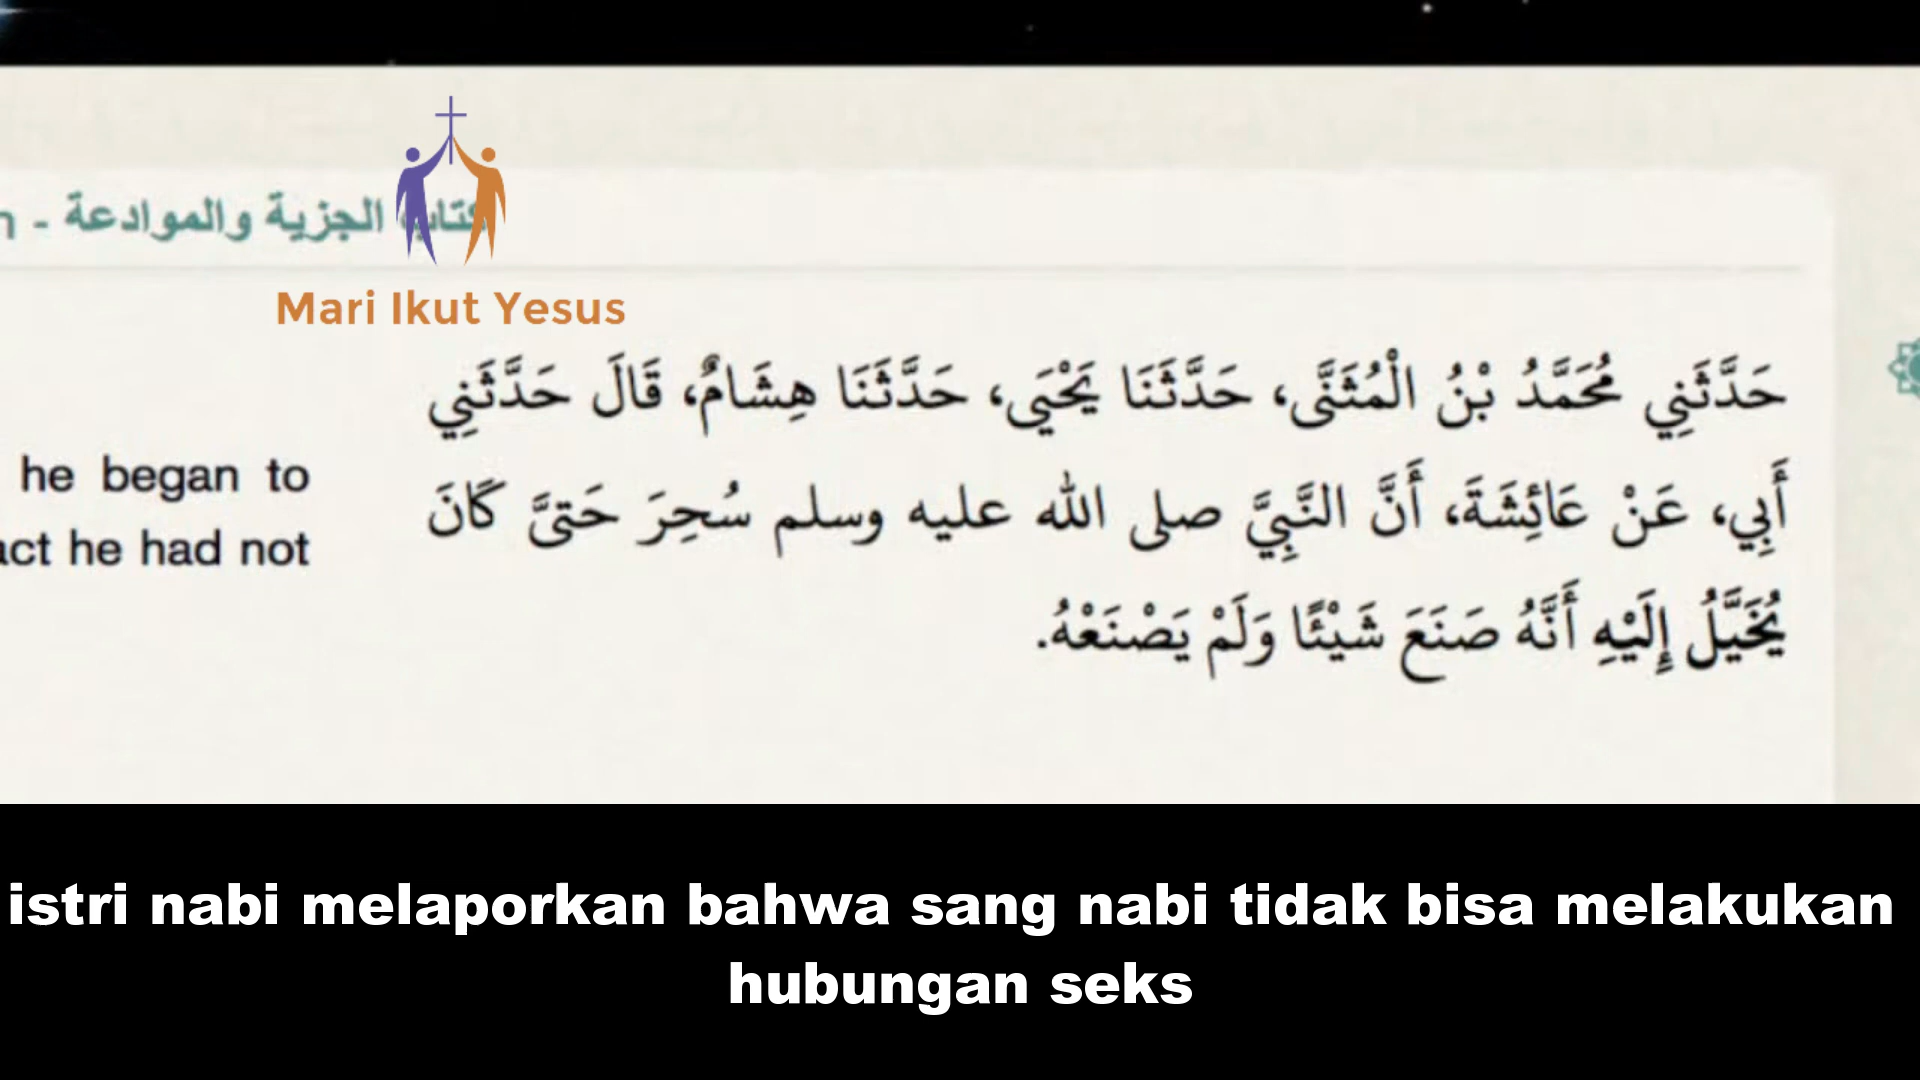 كتاب الجزية والموادعة -
Mari Ikut Yesus
حَدَّثَنِي مُحَمَّدُ بْنُ الْمُثَنَّى، حَدَّثَنَا يَحْيَى، حَدَّثَنَا هِشَامٌ، قَالَ حَدَّثَنِي
أَبِي، عَنْ عَائِشَةَ، أَنَّ النَّبِيَّ صلى الله عليه وسلم سُحِرَ حَتَّى كَانَ
يُخَيَّلُ إِلَيْهِ أَنَّهُ صَنَعَ شَيْئًا وَلَمْ يَصْنَعْهُ.
he began to
he had not
istri nabi melaporkan bahwa sang nabi tidak bisa melakukan
hubungan seks